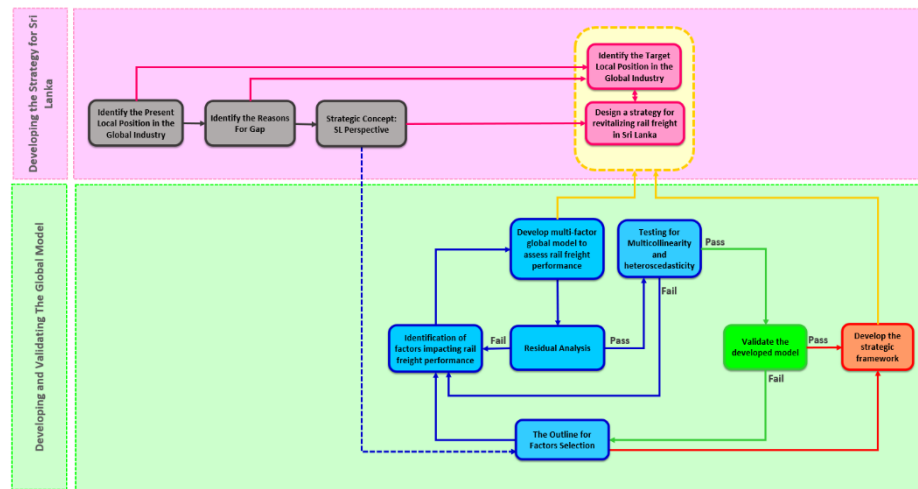 Developing the Strategy for Sri
Lanka
Identify the Target
Local Position in the
Global Industry
Identify the Present
Local Position in the
Global Industry
Identify the Reasons
For Gap
Strategic Concept:
SL Perspective
Design a strategy for
revitalizing rail freight
in Sri Lanka
Developing and Validating The Global Model
Develop multi-factor
global model to
assess rail freight
performance
Testing for
Multicollinearity
and
heteroscedasticity
Pass
Fail
Identification of
factors impacting rail
freight performance
Fail
Residual Analysis
Pass
Validate the
developed model
Pass
Develop the
strategic
framework
Fail
The Outline for
Factors Selection